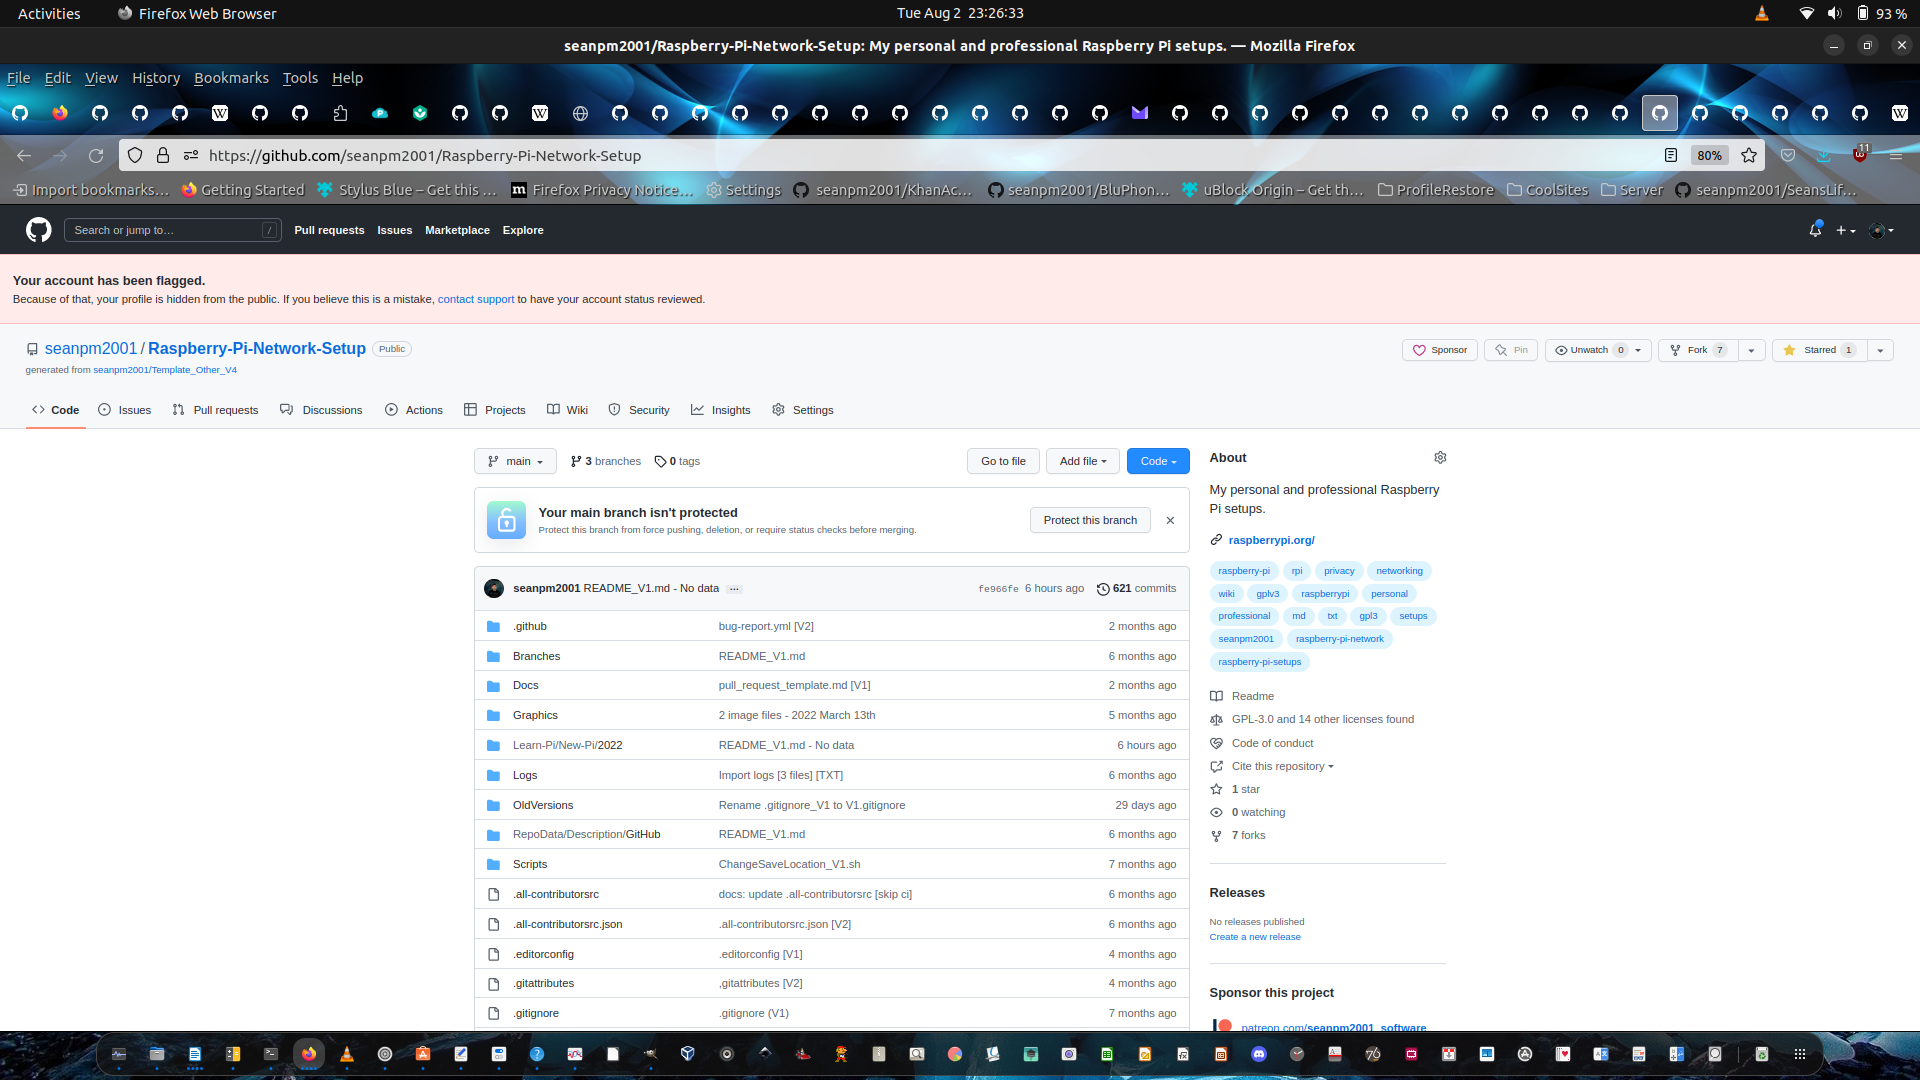 Activities
Firefox Web Browser
Tue Aug 2 23:26:33
93 %
seanpm2001/Raspberry-Pi-Network-Setup: My personal and professional Raspberry Pi setups. — Mozilla Firefox
File Edit View History Bookmarks Tools Help
https://github.com/seanpm2001/Raspberry-Pi-Network-Setup
80%
11
Import bookmarks… Getting Started Stylus Blue – Get this … Firefox Privacy Notice… Settings seanpm2001/KhanAc… seanpm2001/BluPhon… uBlock Origin – Get th… ProfileRestore CoolSites Server seanpm2001/SeansLif…
Search or jump to… /
Pull requests Issues Marketplace Explore
Your account has been flagged.
Because of that, your profile is hidden from the public. If you believe this is a mistake, contact support to have your account status reviewed.
seanpm2001 / Raspberry-Pi-Network-Setup Public
Sponsor Pin Unwatch 0 Fork 7 Starred 1
generated from seanpm2001/Template_Other_V4
Code Issues Pull requests Discussions Actions Projects Wiki Security Insights Settings
main 3 branches 0 tags
Go to file Add file Code
Your main branch isn't protected
Protect this branch from force pushing, deletion, or require status checks before merging.
Protect this branch
seanpm2001 README_V1.md - No data … fe966fe 6 hours ago 621 commits
.github bug-report.yml [V2] 2 months ago
Branches README_V1.md 6 months ago
Docs pull_request_template.md [V1] 2 months ago
Graphics 2 image files - 2022 March 13th 5 months ago
Learn-Pi/New-Pi/2022 README_V1.md - No data 6 hours ago
Logs Import logs [3 files] [TXT] 6 months ago
OldVersions Rename .gitignore_V1 to V1.gitignore 29 days ago
RepoData/Description/GitHub README_V1.md 6 months ago
Scripts ChangeSaveLocation_V1.sh 7 months ago
.all-contributorsrc docs: update .all-contributorsrc [skip ci] 6 months ago
.all-contributorsrc.json .all-contributorsrc.json [V2] 6 months ago
.editorconfig .editorconfig [V1] 4 months ago
.gitattributes ,gitattributes [V2] 4 months ago
.gitignore .gitignore (V1) 7 months ago
About
My personal and professional Raspberry
Pi setups.
raspberrypi.org/
raspberry-pi rpi privacy networking
wiki gplv3 raspberrypi personal
professional md txt gpl3 setups
seanpm2001 raspberry-pi-network
raspberry-pi-setups
Readme
GPL-3.0 and 14 other licenses found
Code of conduct
Cite this repository
1 star
0 watching
7 forks
Releases
No releases published
Create a new release
Sponsor this project
patreon.com/seanpm2001_software